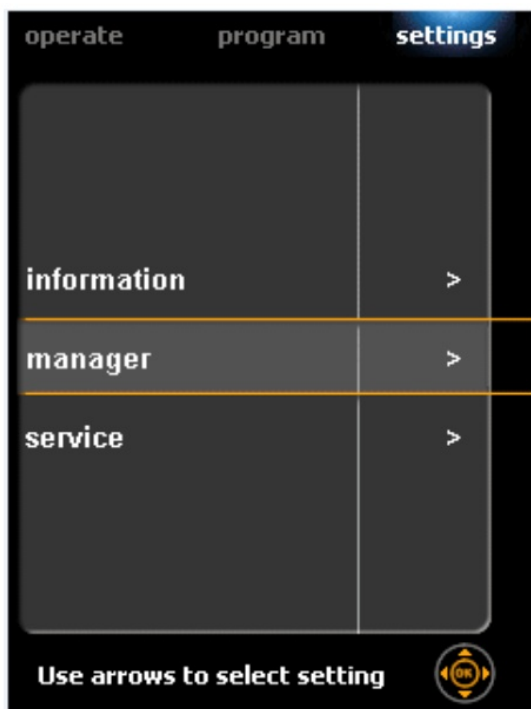 operate program settings
information >
manager >
service >
Use arrows to select setting OK